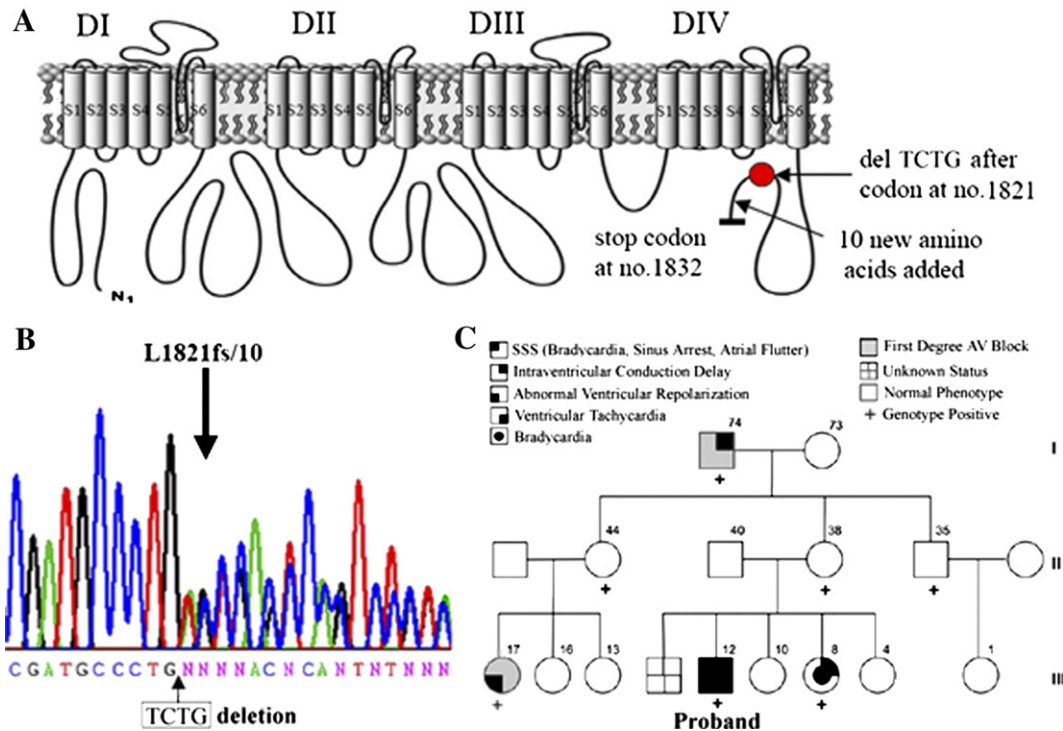 A
DI
DII
DIII
DIV
S1 S2 S3 S4 S5 S6
S1 S2 S3 S4 S5 S6
S1 S2 S3 S4 S5 S6
S1 S2 S3 S4 S5 S6
del TCTG after
codon at no.1821
stop codon
at no.1832
10 new amino
acids added
N1
B
L1821fs/10
C G A T G C C C T G N N N N A C N C A N T N T N N N
TCTG deletion
C
SSS (Bradycardia, Sinus Arrest, Atrial Flutter)
Intraventricular Conduction Delay
Abnormal Ventricular Repolarization
Ventricular Tachycardia
Bradycardia
First Degree AV Block
Unknown Status
Normal Phenotype
+ Genotype Positive
74 73
I
+
44 40 38 35
II
+ + +
17 16 13 12 10 8 4 1
III
+ + +
Proband